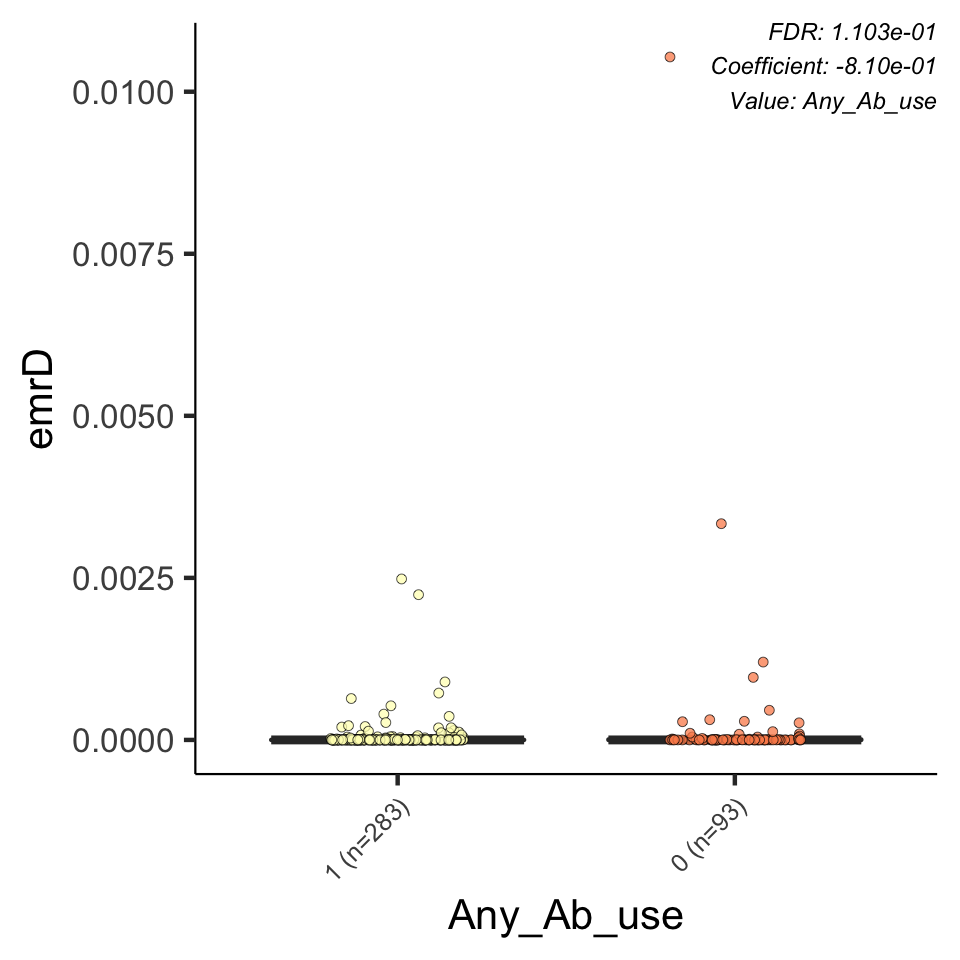 FDR: 1.103e-01
Coefficient: -8.10e-01
Value: Any_Ab_use
0.0100
0.0075
0.0050
0.0025
0.0000
emrD
1 (n=283)
0 (n=93)
Any_Ab_use